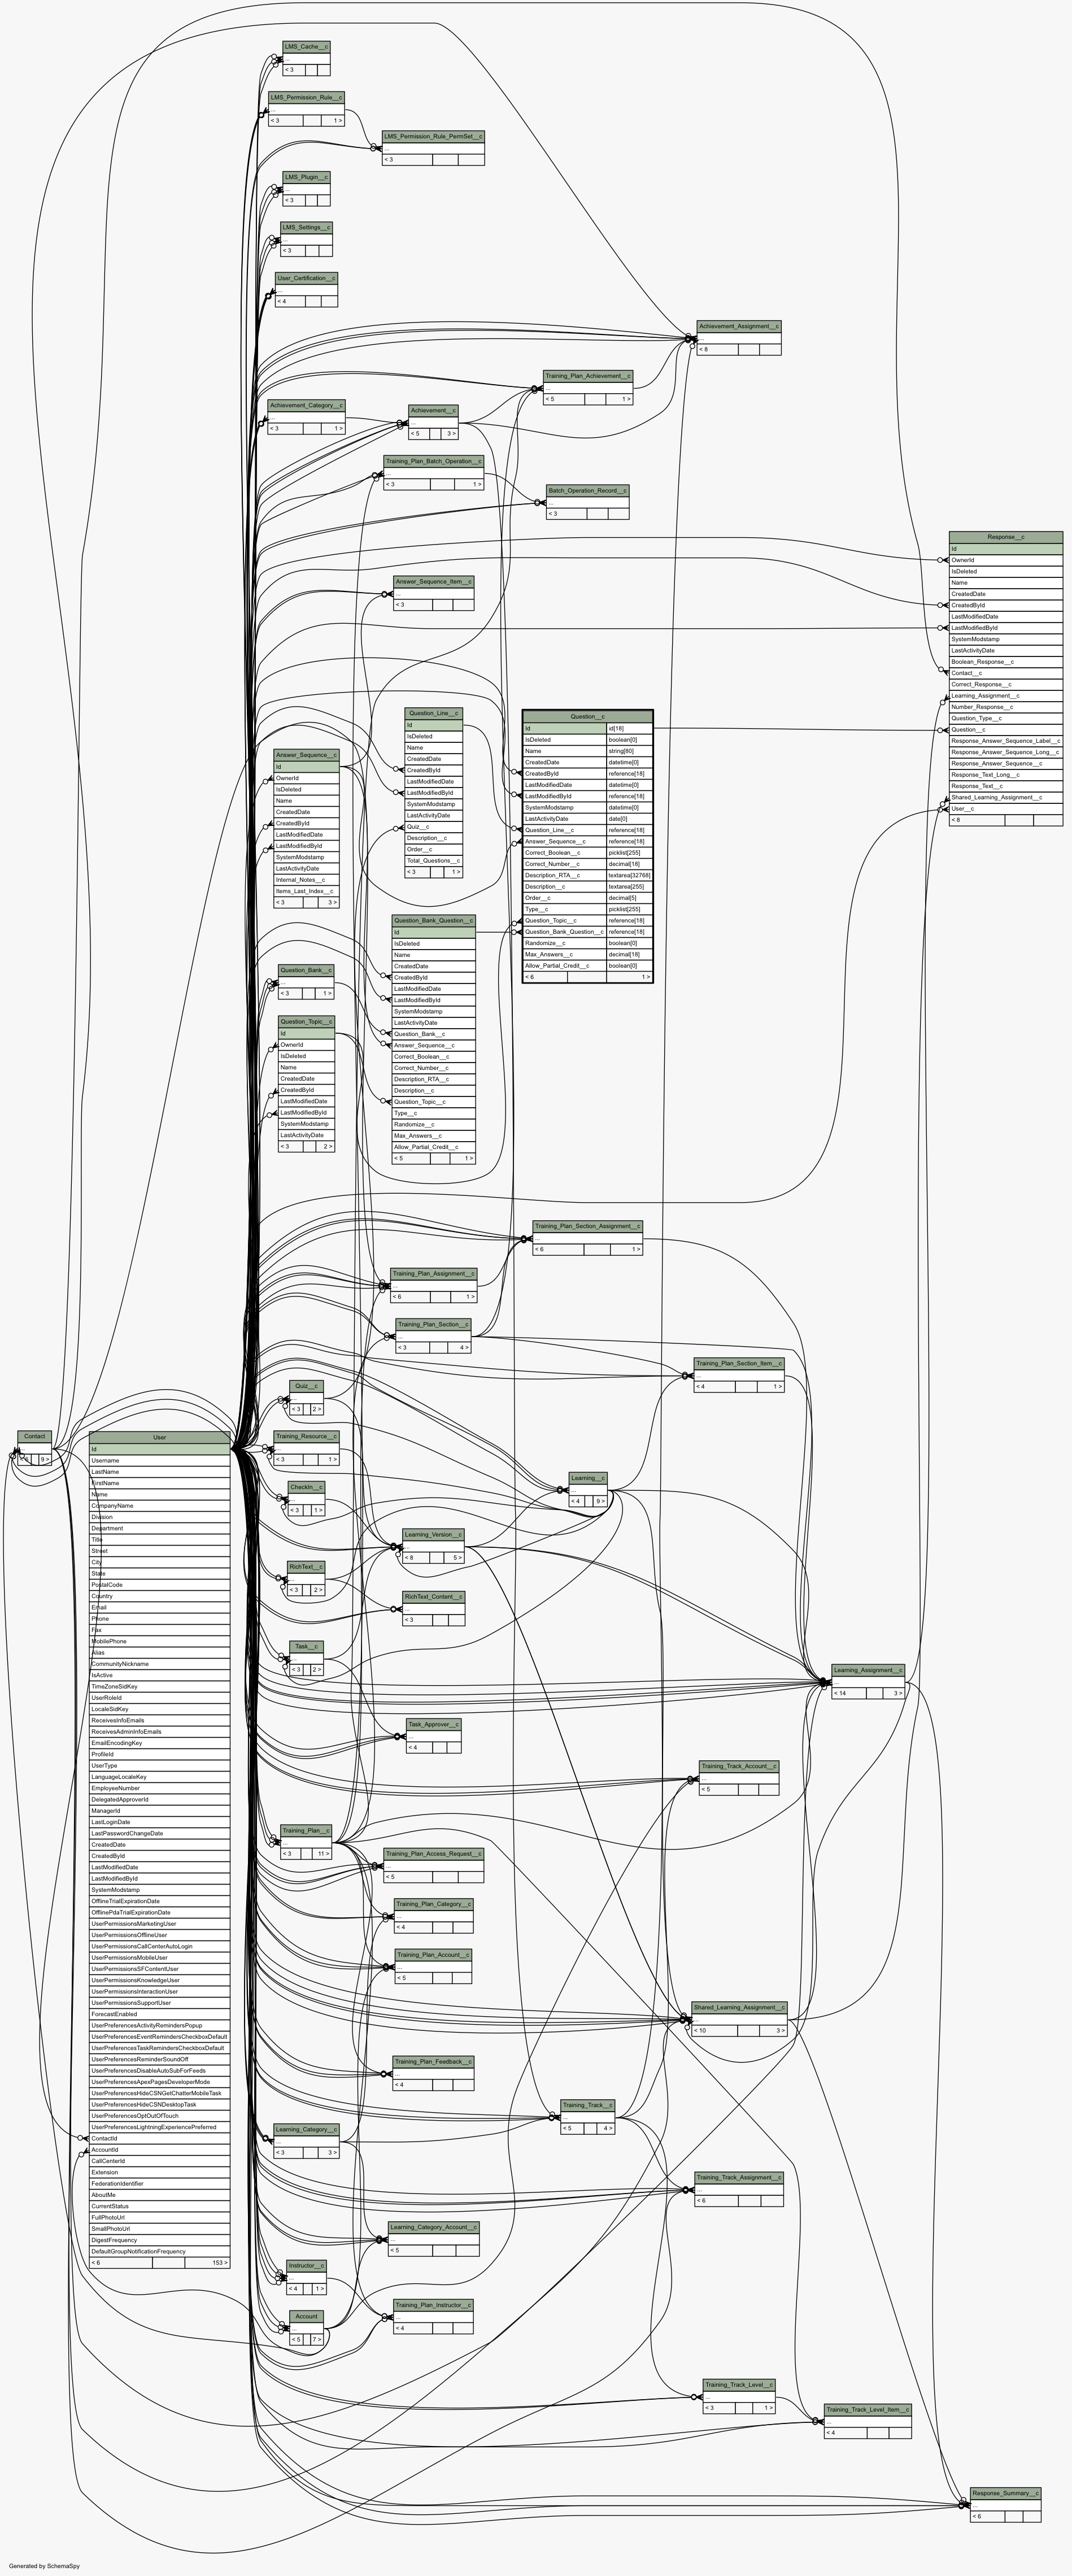 LMS_Cache__c
...
< 3
LMS_Permission_Rule__c
...
< 3 1 >
LMS_Permission_Rule_PermSet__c
...
< 3
LMS_Plugin__c
...
< 3
LMS_Settings__c
...
< 3
User_Certification__c
...
< 4
Achievement_Assignment__c
...
< 8
Training_Plan_Achievement__c
...
< 5 1 >
Achievement_Category__c
...
< 3 1 >
Achievement__c
...
< 5 3 >
Training_Plan_Batch_Operation__c
...
< 3 1 >
Batch_Operation_Record__c
...
< 3
Response__c
Id
OwnerId
IsDeleted
Name
CreatedDate
CreatedById
LastModifiedDate
LastModifiedById
SystemModstamp
LastActivityDate
Boolean_Response__c
Contact__c
Correct_Response__c
Learning_Assignment__c
Number_Response__c
Question_Type__c
Question__c
Response_Answer_Sequence_Label__c
Response_Answer_Sequence_Long__c
Response_Answer_Sequence__c
Response_Text_Long__c
Response_Text__c
Shared_Learning_Assignment__c
User__c
< 8
Answer_Sequence_Item__c
...
< 3
Question_Line__c
Id
IsDeleted
Name
CreatedDate
CreatedById
LastModifiedDate
LastModifiedById
SystemModstamp
LastActivityDate
Quiz__c
Description__c
Order__c
Total_Questions__c
< 3 1 >
Question__c
Id id[18]
IsDeleted boolean[0]
Name string[80]
CreatedDate datetime[0]
CreatedById reference[18]
LastModifiedDate datetime[0]
LastModifiedById reference[18]
SystemModstamp datetime[0]
LastActivityDate date[0]
Question_Line__c reference[18]
Answer_Sequence__c reference[18]
Correct_Boolean__c picklist[255]
Correct_Number__c decimal[18]
Description_RTA__c textarea[32768]
Description__c textarea[255]
Order__c decimal[5]
Type__c picklist[255]
Question_Topic__c reference[18]
Question_Bank_Question__c reference[18]
Randomize__c boolean[0]
Max_Answers__c decimal[18]
Allow_Partial_Credit__c boolean[0]
< 6 1 >
Answer_Sequence__c
Id
OwnerId
IsDeleted
Name
CreatedDate
CreatedById
LastModifiedDate
LastModifiedById
SystemModstamp
LastActivityDate
Internal_Notes__c
Items_Last_Index__c
< 3 3 >
Question_Bank_Question__c
Id
IsDeleted
Name
CreatedDate
CreatedById
LastModifiedDate
LastModifiedById
SystemModstamp
LastActivityDate
Question_Bank__c
Answer_Sequence__c
Correct_Boolean__c
Correct_Number__c
Description_RTA__c
Description__c
Question_Topic__c
Type__c
Randomize__c
Max_Answers__c
Allow_Partial_Credit__c
< 5 1 >
Question_Bank__c
...
< 3 1 >
Question_Topic__c
Id
OwnerId
IsDeleted
Name
CreatedDate
CreatedById
LastModifiedDate
LastModifiedById
SystemModstamp
LastActivityDate
< 3 2 >
Training_Plan_Section_Assignment__c
...
< 6 1 >
Training_Plan_Assignment__c
...
< 6 1 >
Training_Plan_Section__c
...
< 3 4 >
Training_Plan_Section_Item__c
...
< 4 1 >
Quiz__c
...
< 3 2 >
Contact
9 >
User
Id
Username
LastName
FirstName
Name
CompanyName
Division
Department
Title
Street
City
State
PostalCode
Country
Email
Phone
Fax
MobilePhone
Alias
CommunityNickname
IsActive
TimeZoneSidKey
UserRoleId
LocaleSidKey
ReceivesInfoEmails
ReceivesAdminInfoEmails
EmailEncodingKey
ProfileId
UserType
LanguageLocaleKey
EmployeeNumber
DelegatedApproverId
ManagerId
LastLoginDate
LastPasswordChangeDate
CreatedDate
CreatedById
LastModifiedDate
LastModifiedById
SystemModstamp
OfflineTrialExpirationDate
OfflinePdaTrialExpirationDate
UserPermissionsMarketingUser
UserPermissionsOfflineUser
UserPermissionsCallCenterAutoLogin
UserPermissionsMobileUser
UserPermissionsSFContentUser
UserPermissionsKnowledgeUser
UserPermissionsInteractionUser
UserPermissionsSupportUser
ForecastEnabled
UserPreferencesActivityRemindersPopup
UserPreferencesEventRemindersCheckboxDefault
UserPreferencesTaskRemindersCheckboxDefault
UserPreferencesReminderSoundOff
UserPreferencesDisableAutoSubForFeeds
UserPreferencesApexPagesDeveloperMode
UserPreferencesHideCSNGetChatterMobileTask
UserPreferencesHideCSNDesktopTask
UserPreferencesOptOutOfTouch
UserPreferencesLightningExperiencePreferred
ContactId
AccountId
CallCenterId
Extension
FederationIdentifier
AboutMe
CurrentStatus
FullPhotoUrl
SmallPhotoUrl
DigestFrequency
DefaultGroupNotificationFrequency
< 6 153 >
Training_Resource__c
...
< 3 1 >
CheckIn__c
...
< 3 1 >
Learning__c
...
< 4 9 >
Learning_Version__c
...
< 8 5 >
RichText__c
...
< 3 2 >
RichText_Content__c
...
< 3
Task__c
...
< 3 2 >
Learning_Assignment__c
...
< 14 3 >
Task_Approver__c
...
< 4
Training_Track_Account__c
...
< 5
Training_Plan__c
...
< 3 11 >
Training_Plan_Access_Request__c
...
< 5
Training_Plan_Category__c
...
< 4
Training_Plan_Account__c
...
< 5
Shared_Learning_Assignment__c
...
< 10 3 >
Training_Plan_Feedback__c
...
< 4
Training_Track__c
...
< 5 4 >
Learning_Category__c
...
< 3 3 >
Training_Track_Assignment__c
...
< 6
Learning_Category_Account__c
...
< 5
Instructor__c
...
< 4 1 >
Training_Plan_Instructor__c
...
< 4
Account
...
< 5 7 >
Training_Track_Level__c
...
< 3 1 >
Training_Track_Level_Item__c
...
< 4
Response_Summary__c
...
< 6
Generated by SchemaSpy